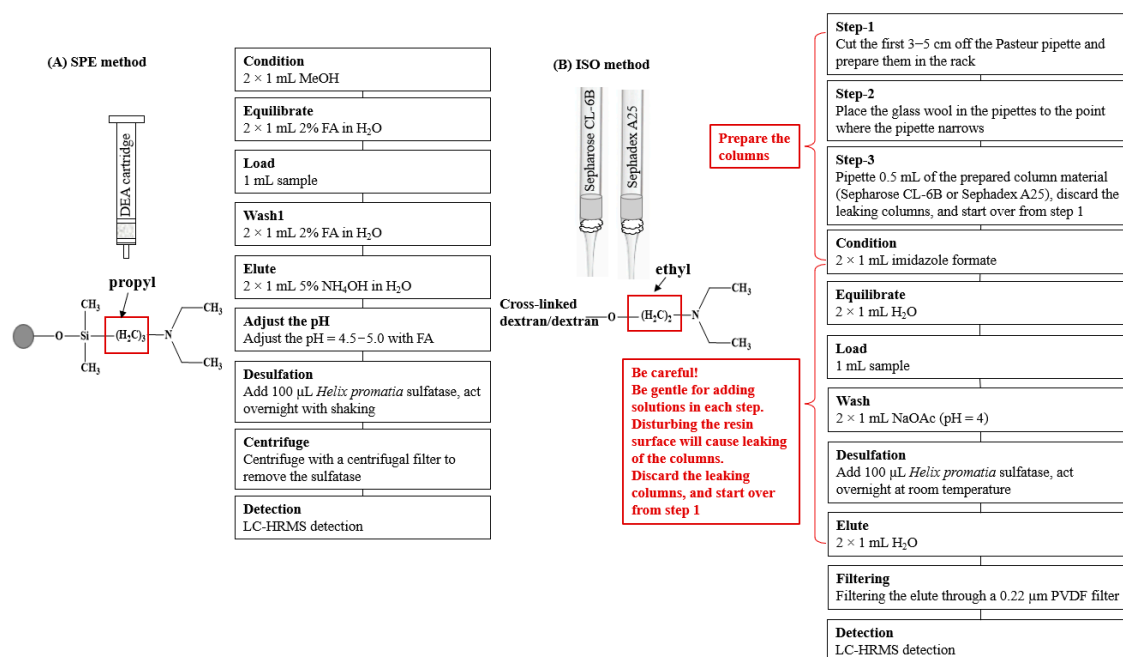 (A) SPE method
DEA cartridge
propyl
CH₃
CH₃
O
Si
(H₂C)₃
N
CH₃
CH₃
Condition
2 × 1 mL MeOH
Equilibrate
2 × 1 mL 2% FA in H₂O
Load
1 mL sample
Wash1
2 × 1 mL 2% FA in H₂O
Elute
2 × 1 mL 5% NH₄OH in H₂O
Adjust the pH
Adjust the pH = 4.5−5.0 with FA
Desulfation
Add 100 µL Helix promatia sulfatase, act
overnight with shaking
Centrifuge
Centrifuge with a centrifugal filter to
remove the sulfatase
Detection
LC-HRMS detection
(B) ISO method
Sepharose CL-6B
Sephadex A25
ethyl
Cross-linked
dextran/dextran
O
(H₂C)₂
N
CH₃
CH₃
Prepare the
columns
Be careful!
Be gentle for adding
solutions in each step.
Disturbing the resin
surface will cause leaking
of the columns.
Discard the leaking
columns, and start over
from step 1
Step-1
Cut the first 3−5 cm off the Pasteur pipette and
prepare them in the rack
Step-2
Place the glass wool in the pipettes to the point
where the pipette narrows
Step-3
Pipette 0.5 mL of the prepared column material
(Sepharose CL-6B or Sephadex A25), discard the
leaking columns, and start over from step 1
Condition
2 × 1 mL imidazole formate
Equilibrate
2 × 1 mL H₂O
Load
1 mL sample
Wash
2 × 1 mL NaOAc (pH = 4)
Desulfation
Add 100 µL Helix promatia sulfatase, act
overnight at room temperature
Elute
2 × 1 mL H₂O
Filtering
Filtering the elute through a 0.22 µm PVDF filter
Detection
LC-HRMS detection